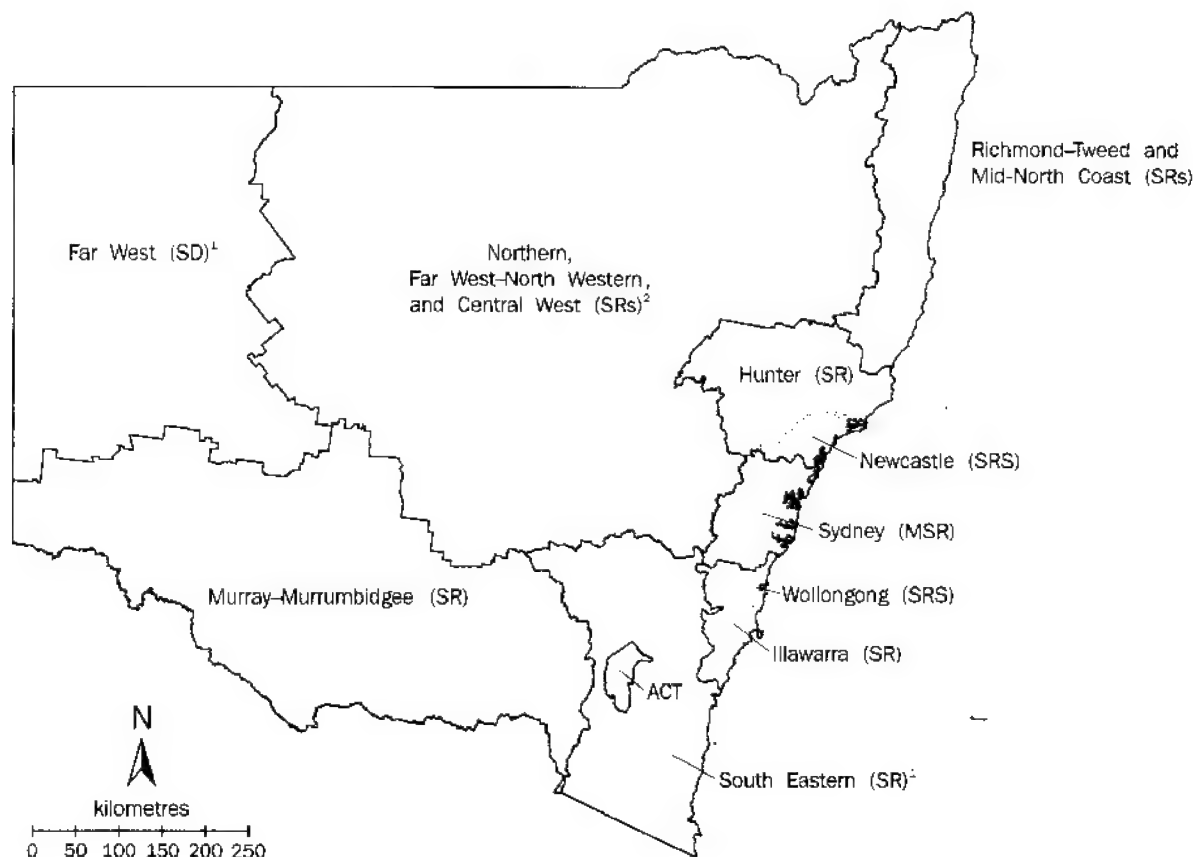 Richmond–Tweed and
Mid-North Coast (SRs)
Far West (SD)¹
Northern,
Far West–North Western,
and Central West (SRs)²
Hunter (SR)
Newcastle (SRS)
Sydney (MSR)
Murray–Murrumbidgee (SR)
Wollongong (SRS)
Illawarra (SR)
ACT
N
South Eastern (SR)¹
kilometres
0 50 100 150 200 250